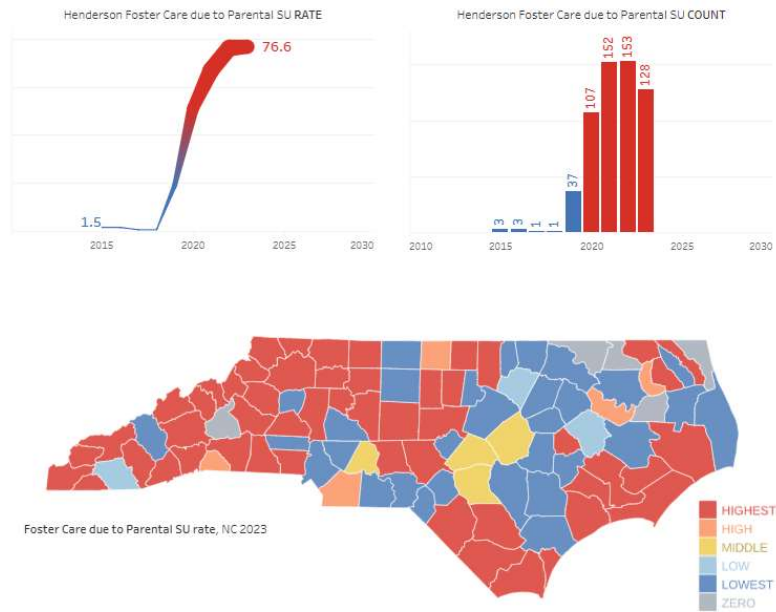 Henderson Foster Care due to Parental SU RATE
76.6
1.5
2015 2020 2025 2030
Henderson Foster Care due to Parental SU COUNT
3 3 1 1 37 107 152 153 128
2010 2015 2020 2025 2030
Foster Care due to Parental SU rate, NC 2023
HIGHEST
HIGH
MIDDLE
LOW
LOWEST
ZERO